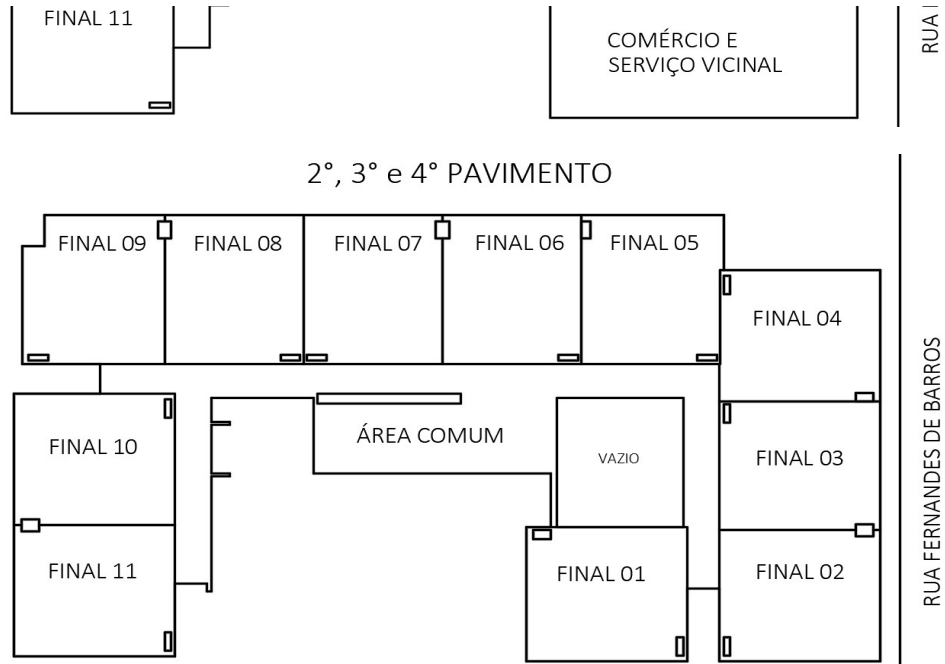 FINAL 11
COMÉRCIO E
SERVIÇO VICINAL
RUA
2°, 3° e 4° PAVIMENTO
FINAL 09
FINAL 08
FINAL 07
FINAL 06
FINAL 05
FINAL 04
FINAL 10
ÁREA COMUM
VAZIO
FINAL 03
FINAL 11
FINAL 01
FINAL 02
RUA FERNANDES DE BARROS